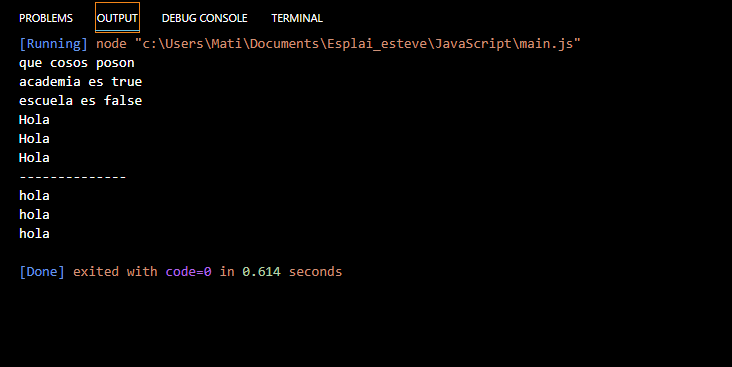 PROBLEMS OUTPUT DEBUG CONSOLE TERMINAL
[Running] node "c:\Users\Mati\Documents\Esplai_esteve\JavaScript\main.js"
que cosos poson
academia es true
escuela es false
Hola
Hola
Hola
--------------
hola
hola
hola
[Done] exited with code=0 in 0.614 seconds